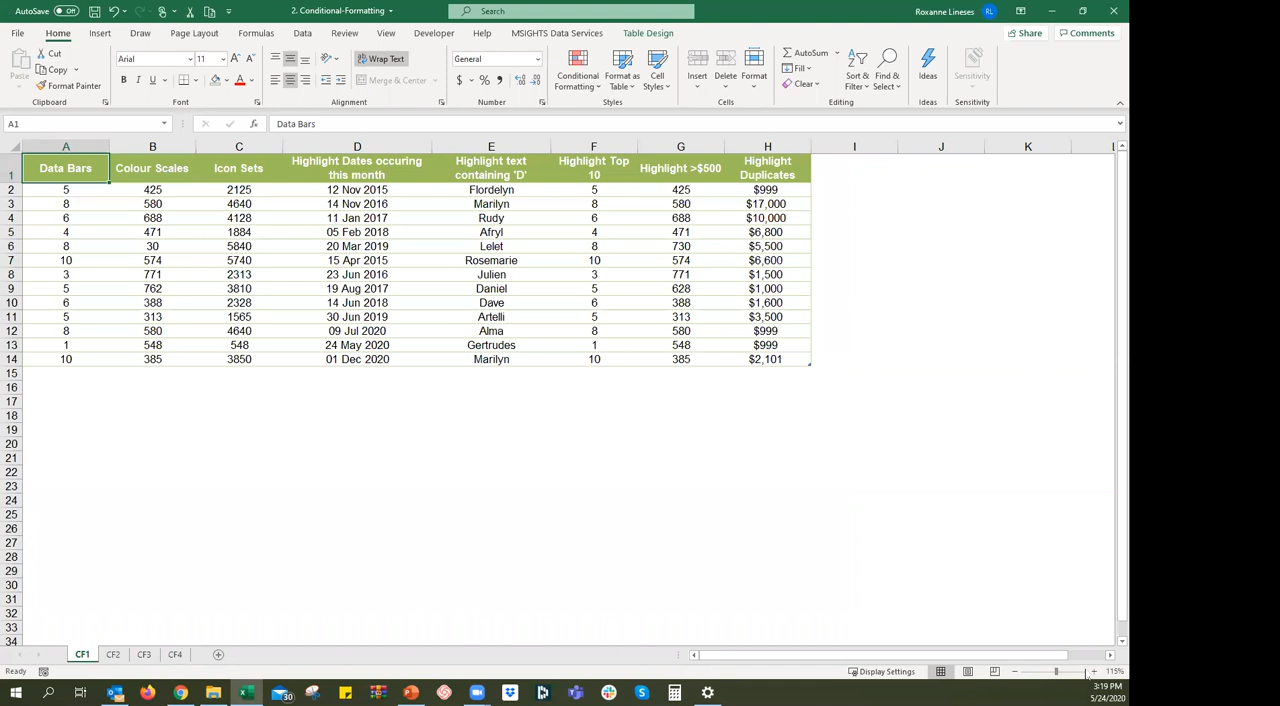 AutoSave Off 2. Conditional-Formatting Search Roxanne Lineses RL
File Home Insert Draw Page Layout Formulas Data Review View Developer Help MSIGHTS Data Services Table Design Share Comments
Paste Cut Copy Format Painter Clipboard
Arial 11 B I U Font
Wrap Text Merge & Center Alignment
General $ % Number
Conditional Formatting Format as Table Cell Styles Styles
Insert Delete Format Cells
AutoSum Fill Clear Sort & Filter Find & Select Editing
Ideas Ideas
Sensitivity Sensitivity
A1 fx Data Bars
A B C D E F G H I J K L
1 Data Bars Colour Scales Icon Sets Highlight Dates occuring this month Highlight text containing 'D' Highlight Top 10 Highlight >$500 Highlight Duplicates
2 5 425 2125 12 Nov 2015 Flordelyn 5 425 $999
3 8 580 4640 14 Nov 2016 Marilyn 8 580 $17,000
4 6 688 4128 11 Jan 2017 Rudy 6 688 $10,000
5 4 471 1884 05 Feb 2018 Afryl 4 471 $6,800
6 8 30 5840 20 Mar 2019 Lelet 8 730 $5,500
7 10 574 5740 15 Apr 2015 Rosemarie 10 574 $6,600
8 3 771 2313 23 Jun 2016 Julien 3 771 $1,500
9 5 762 3810 19 Aug 2017 Daniel 5 628 $1,000
10 6 388 2328 14 Jun 2018 Dave 6 388 $1,600
11 5 313 1565 30 Jun 2019 Artelli 5 313 $3,500
12 8 580 4640 09 Jul 2020 Alma 8 580 $999
13 1 548 548 24 May 2020 Gertrudes 1 548 $999
14 10 385 3850 01 Dec 2020 Marilyn 10 385 $2,101
15
16
17
18
19
20
21
22
23
24
25
26
27
28
29
30
31
32
33
34
CF1 CF2 CF3 CF4
Ready Display Settings 115%
30 3:19 PM
5/24/2020